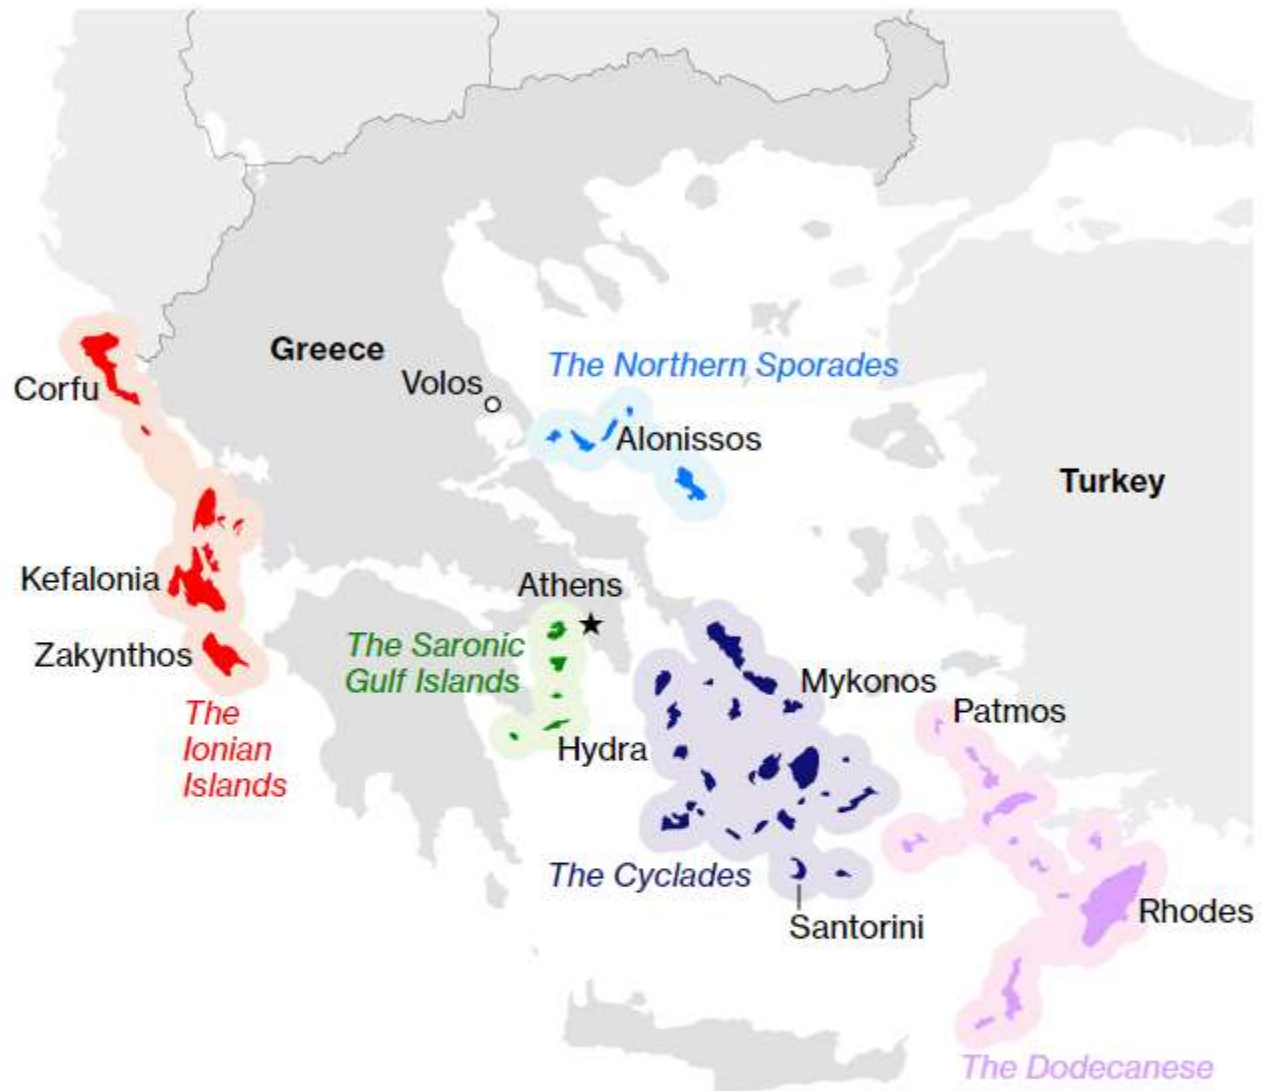 Greece
The Northern Sporades
Volos
Corfu
Alonissos
Turkey
Kefalonia
Athens
Zakynthos
The Saronic
Gulf Islands
Mykonos
Patmos
The
Ionian
Islands
Hydra
The Cyclades
Santorini
Rhodes
The Dodecanese